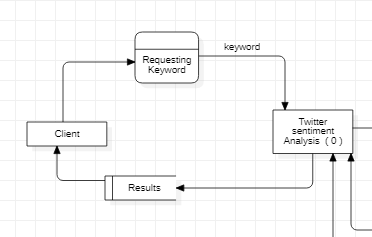 keyword
Requesting
Keyword
Twitter
sentiment
Analysis ( 0 )
Client
Results